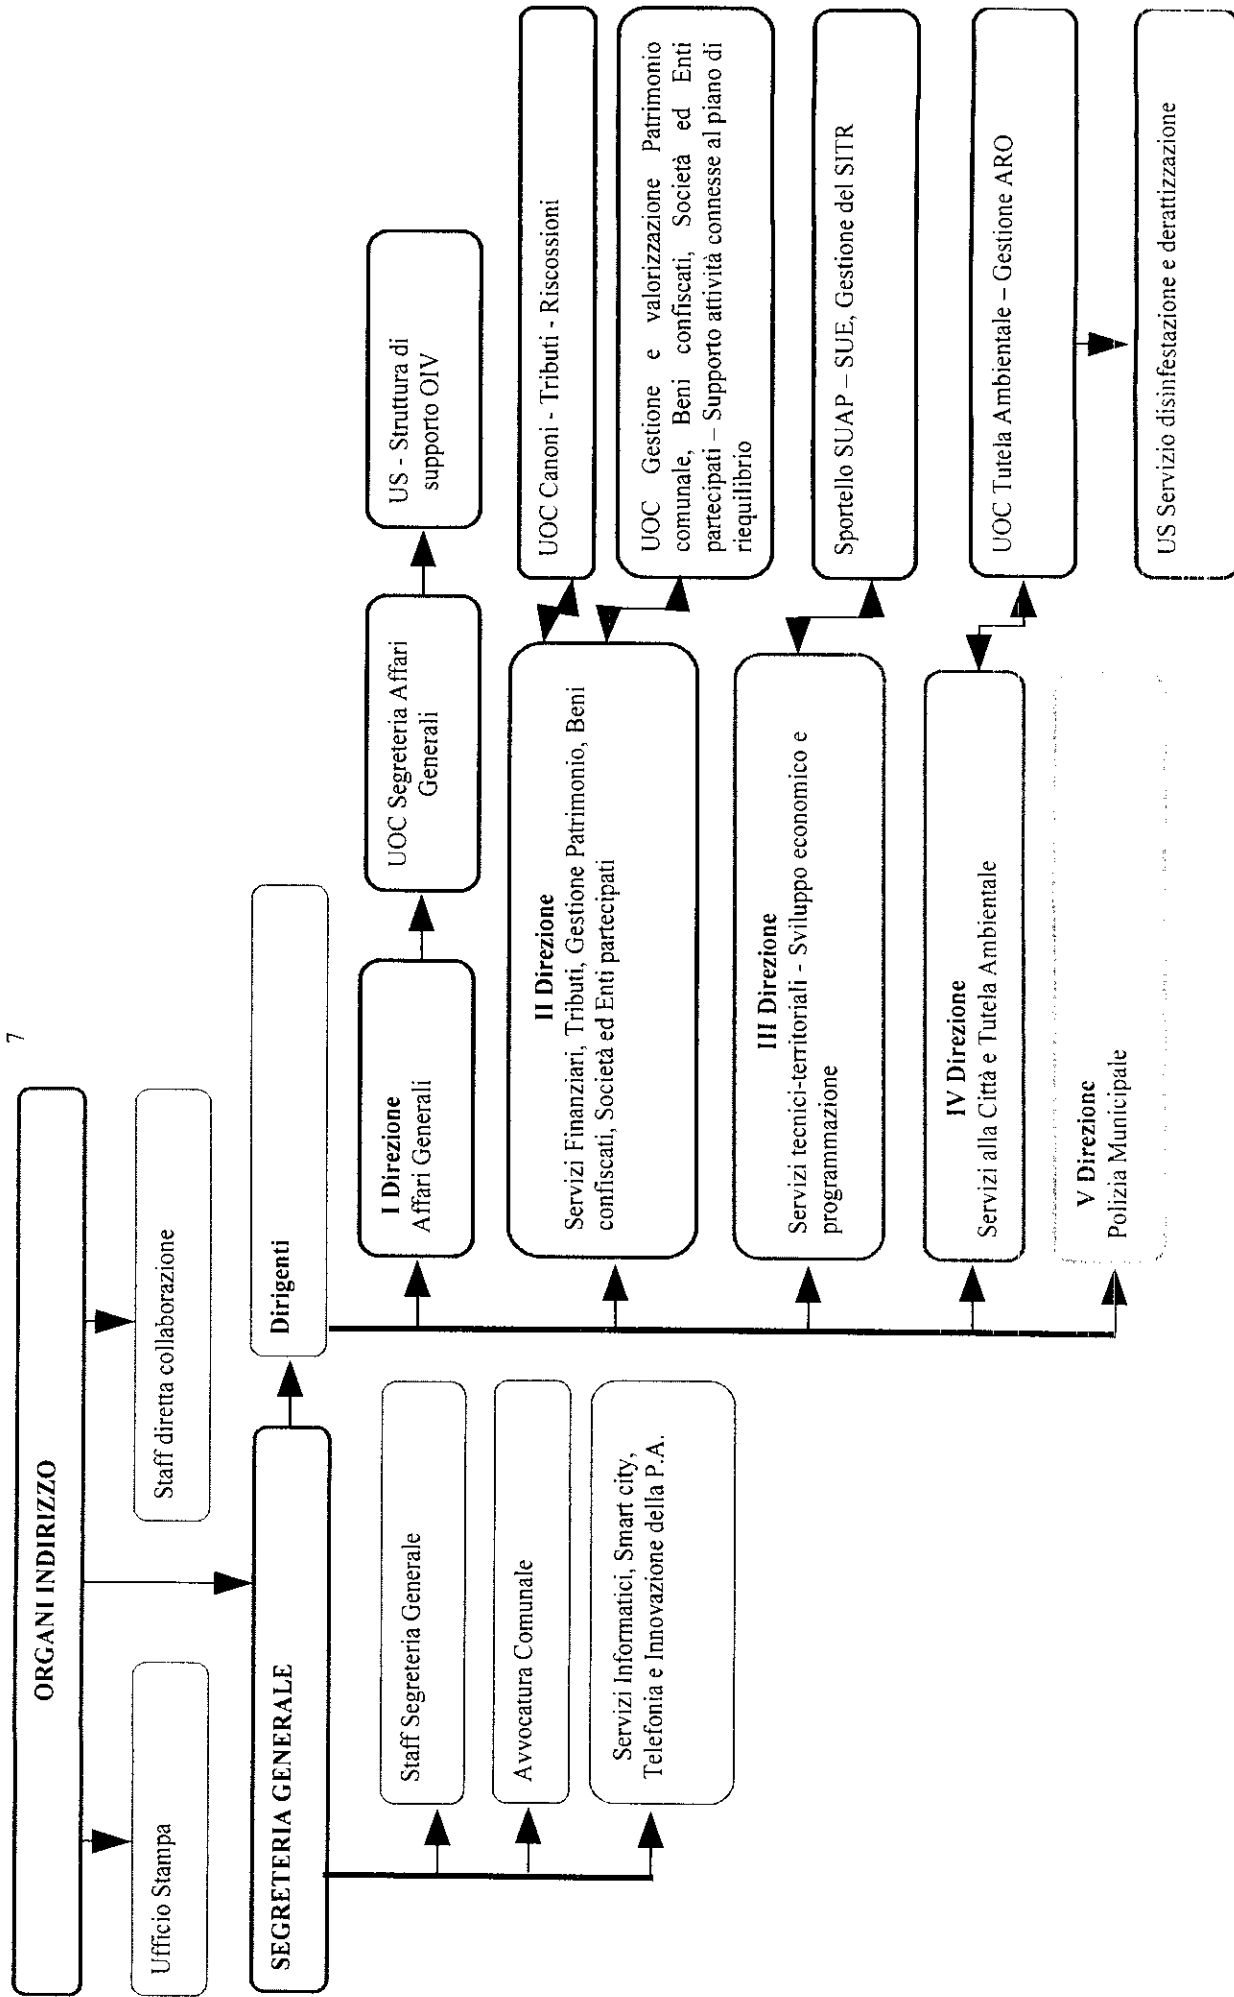 7
ORGANI INDIRIZZO
Ufficio Stampa
Staff diretta collaborazione
SEGRETERIA GENERALE
Dirigenti
Staff Segreteria Generale
Avvocatura Comunale
Servizi Informatici, Smart city,
Telefonia e Innovazione della P.A.
I Direzione
Affari Generali
UOC Segreteria Affari
Generali
US - Struttura di
supporto OIV
II Direzione
Servizi Finanziari, Tributi, Gestione Patrimonio, Beni
confiscati, Società ed Enti partecipati
UOC Canoni - Tributi - Riscossioni
UOC Gestione e valorizzazione Patrimonio
comunale, Beni confiscati, Società ed Enti
partecipati – Supporto attività connesse al piano di
riequilibrio
III Direzione
Servizi tecnici-territoriali - Sviluppo economico e
programmazione
Sportello SUAP – SUE, Gestione del SITR
IV Direzione
Servizi alla Città e Tutela Ambientale
UOC Tutela Ambientale – Gestione ARO
US Servizio disinfestazione e derattizzazione
V Direzione
Polizia Municipale